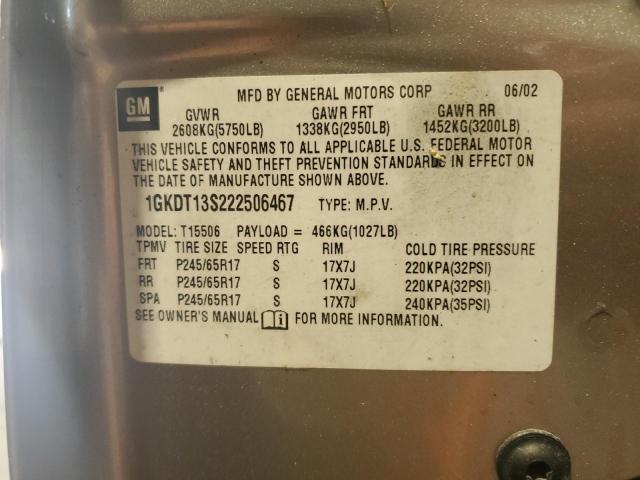 GM
MFD BY GENERAL MOTORS CORP 06/02
GVWR GAWR FRT GAWR RR
2608KG(5750LB) 1338KG(2950LB) 1452KG(3200LB)
THIS VEHICLE CONFORMS TO ALL APPLICABLE U.S. FEDERAL MOTOR
VEHICLE SAFETY AND THEFT PREVENTION STANDARDS IN EFFECT ON
THE DATE OF MANUFACTURE SHOWN ABOVE.
1GKDT13S222506467 TYPE: M.P.V.
MODEL: T15506 PAYLOAD = 466KG(1027LB)
TPMV TIRE SIZE SPEED RTG RIM COLD TIRE PRESSURE
FRT P245/65R17 S 17X7J 220KPA(32PSI)
RR P245/65R17 S 17X7J 220KPA(32PSI)
SPA P245/65R17 S 17X7J 240KPA(35PSI)
SEE OWNER'S MANUAL i FOR MORE INFORMATION.